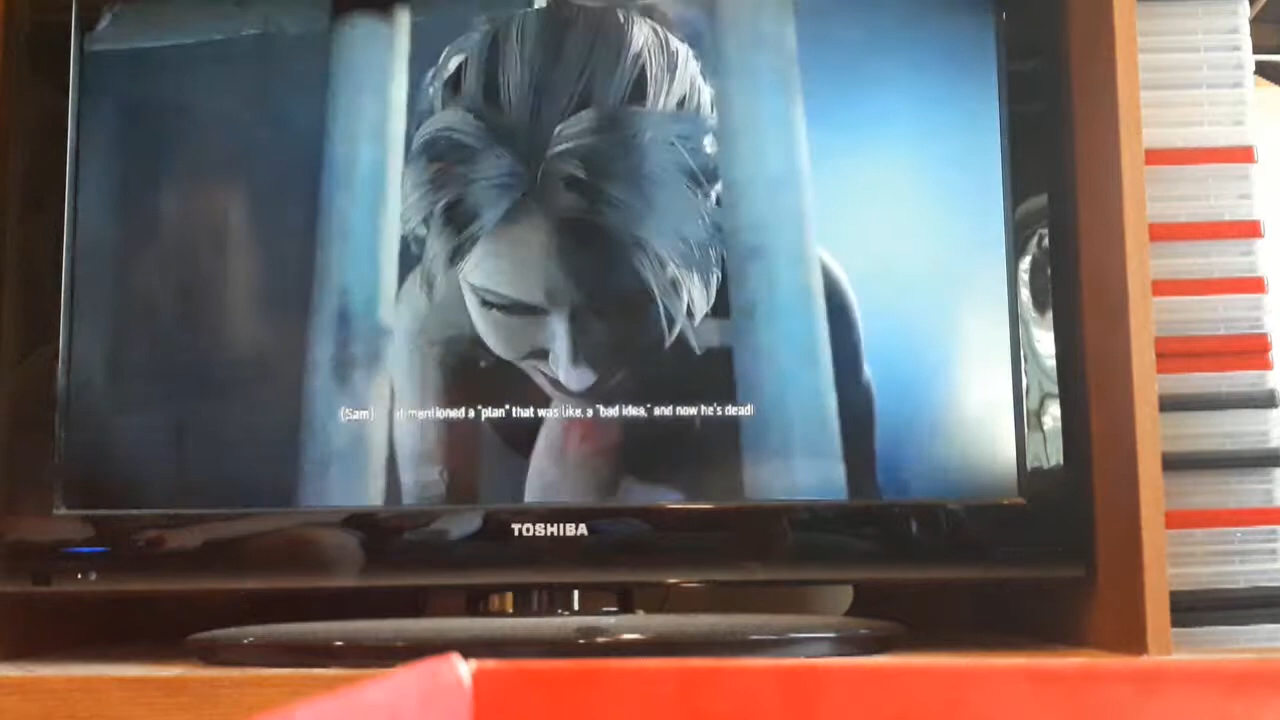 (Sam) mentioned a "plan" that was like, a "bad idea," and now he's dead!
TOSHIBA